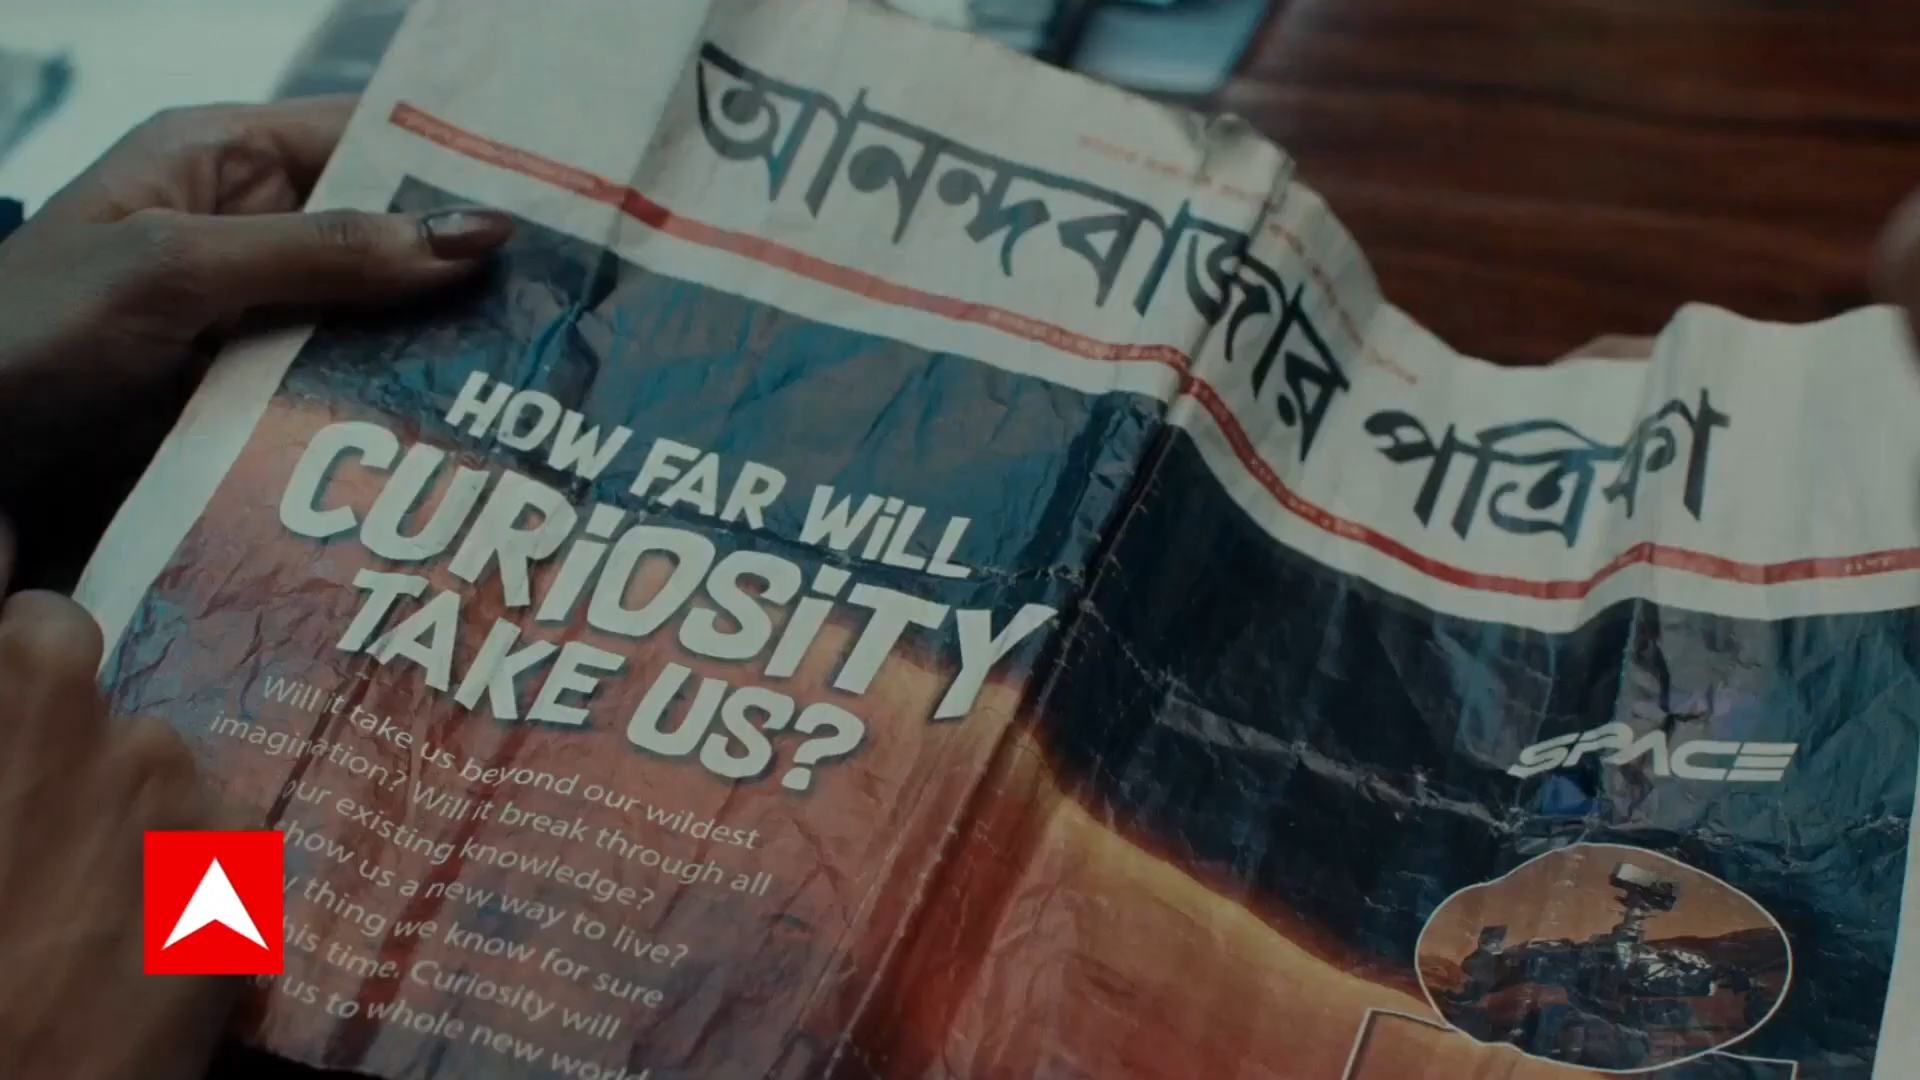 আনন্দবাজার পত্রিকা
HOW FAR WiLL
CURiOSiTY
TAKE US?
Will it take us beyond our wildest
imagination? Will it break through all
our existing knowledge?
how us a new way to live?
thing we know for sure
his time. Curiosity will
us to whole new world
SPACE